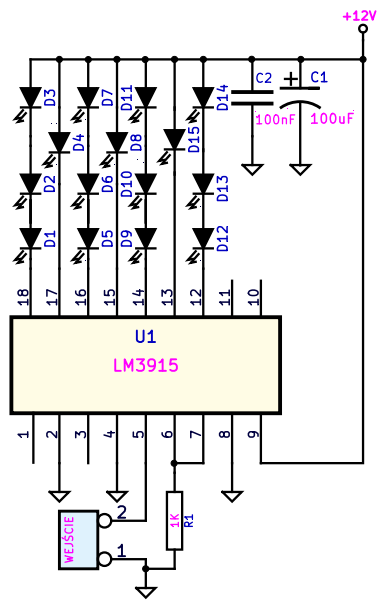 +12V
C2
C1
100nF
100uF
D3
D7
D11
D14
D4
D8
D15
D2
D6
D10
D13
D1
D5
D9
D12
18
17
16
15
14
13
12
11
10
U1
LM3915
1
2
3
4
5
6
7
8
9
WEJŚCIE
2
1
1K
R1